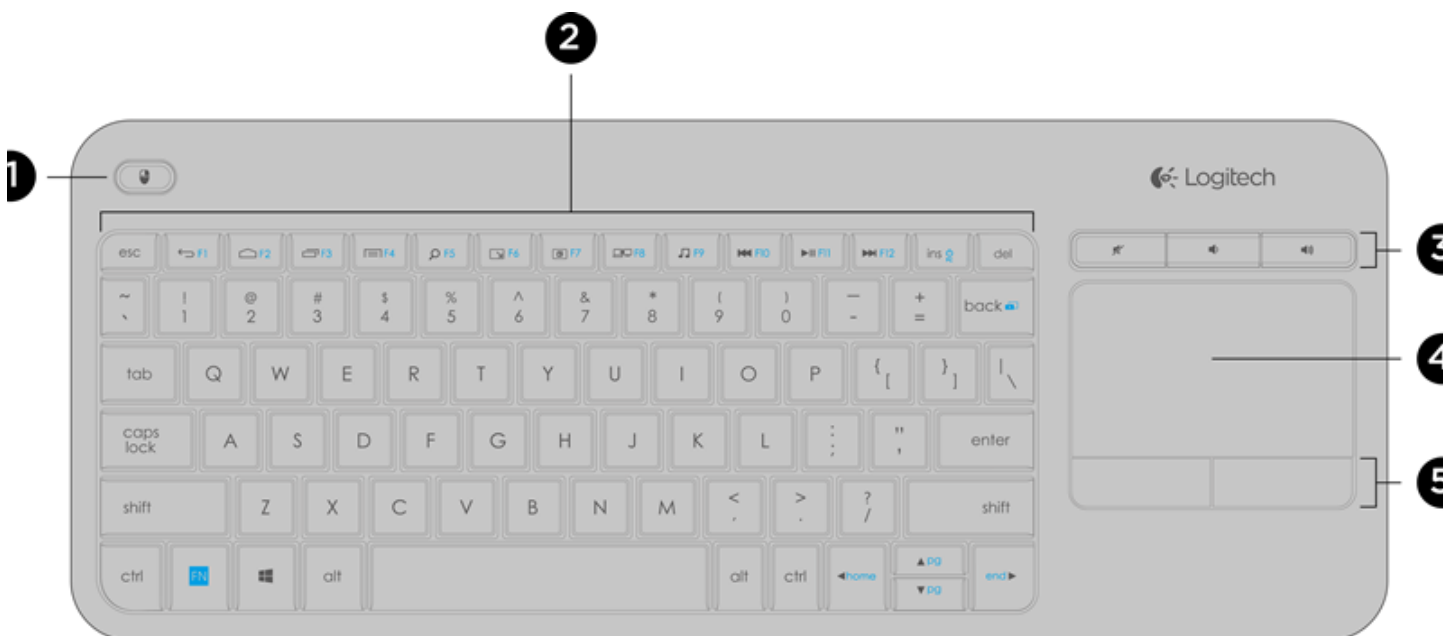 2
1
Logitech
esc F1 F2 F3 F4 F5 F6 F7 F8 F9 F10 F11 F12 ins del
3
~ ! @ # $ % ^ & * ( ) — +
` 1 2 3 4 5 6 7 8 9 0 - = back
tab Q W E R T Y U I O P { [ } ] | \
4
caps
lock A S D F G H J K L : ; " ' enter
5
shift Z X C V B N M < , > . ? / shift
ctrl FN alt alt ctrl home pg end
pg